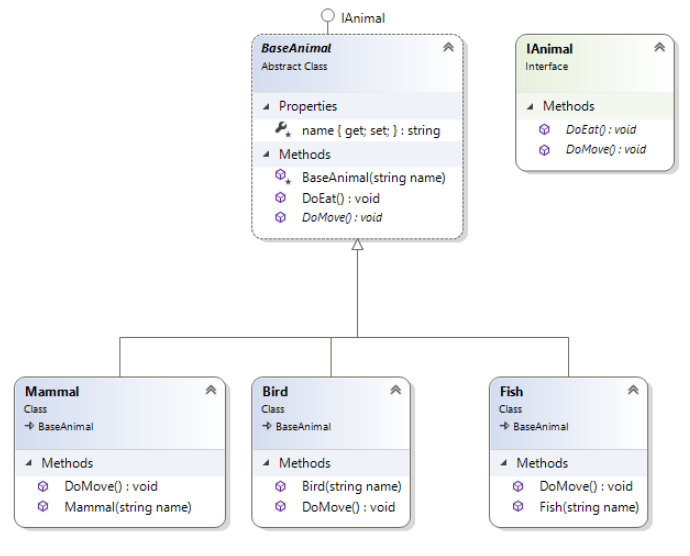 IAnimal
BaseAnimal
Abstract Class
Properties
name { get; set; } : string
Methods
BaseAnimal(string name)
DoEat() : void
DoMove() : void
IAnimal
Interface
Methods
DoEat() : void
DoMove() : void
Mammal
Class
BaseAnimal
Methods
DoMove() : void
Mammal(string name)
Bird
Class
BaseAnimal
Methods
Bird(string name)
DoMove() : void
Fish
Class
BaseAnimal
Methods
DoMove() : void
Fish(string name)